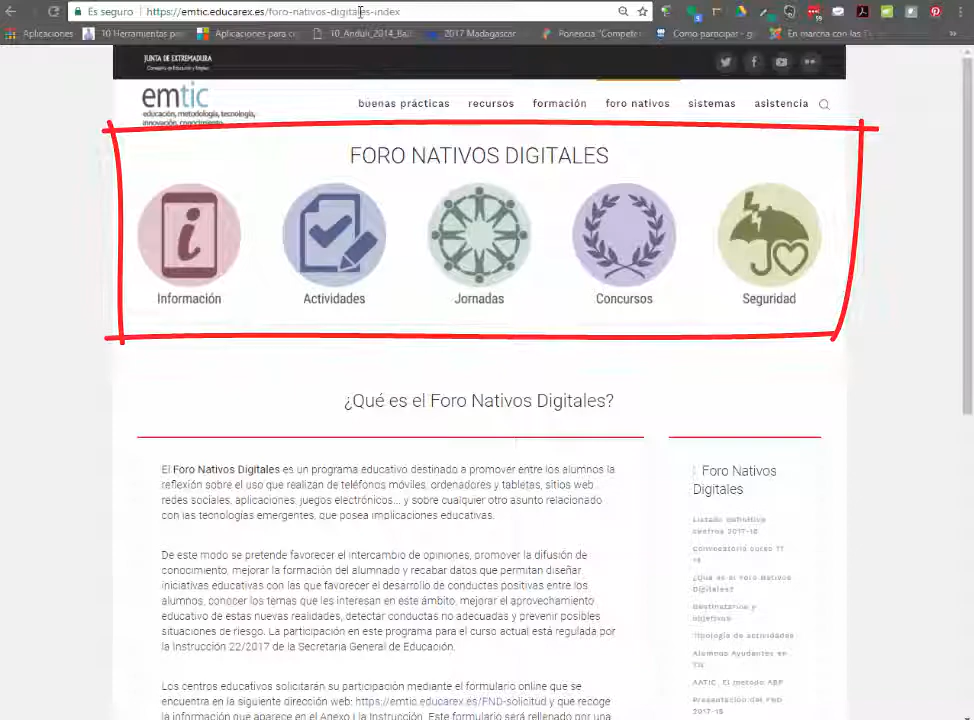 Es seguro https://emtic.educarex.es/foro-nativos-digitales-index
Aplicaciones 10 Herramientas pa Aplicaciones para c 10_Anduli_2014_Ba 2017 Madagascar Ponencia "Compete Como participar - g En marcha con las »
JUNTA DE EXTREMADURA
Consejería de Educación y Empleo
emtic
educación, metodología, tecnología,
innovación, conocimiento
buenas prácticas recursos formación foro nativos sistemas asistencia
FORO NATIVOS DIGITALES
Información Actividades Jornadas Concursos Seguridad
¿Qué es el Foro Nativos Digitales?
El Foro Nativos Digitales es un programa educativo destinado a promover entre los alumnos la
reflexión sobre el uso que realizan de teléfonos móviles, ordenadores y tabletas, sitios web
redes sociales, aplicaciones, juegos electrónicos... y sobre cualquier otro asunto relacionado
con las tecnologías emergentes, que posea implicaciones educativas.
De este modo se pretende favorecer el intercambio de opiniones, promover la difusión de
conocimiento, mejorar la formación del alumnado y recabar datos que permitan diseñar
iniciativas educativas con las que favorecer el desarrollo de conductas positivas entre los
alumnos, conocer los temas que les interesan en este ámbito, mejorar el aprovechamiento
educativo de estas nuevas realidades, detectar conductas no adecuadas y prevenir posibles
situaciones de riesgo. La participación en este programa para el curso actual está regulada por
la Instrucción 22/2017 de la Secretaría General de Educación.
Los centros educativos solicitarán su participación mediante el formulario online que se
encuentra en la siguiente dirección web: https://emtic.educarex.es/FND-solicitud y que recoge
la información que aparece en el Anexo I la Instrucción. Este formulario será rellenado por una
Foro Nativos
Digitales
Listado definitivo
centros 2017-18
Convocatoria curso 17
18
¿Qué es el Foro Nativos
Digitales?
Destinatarios y
objetivos
Tipología de actividades
Alumnos Ayudantes en
TIC
AATIC. El método ABP
Presentación del FND
2017-18